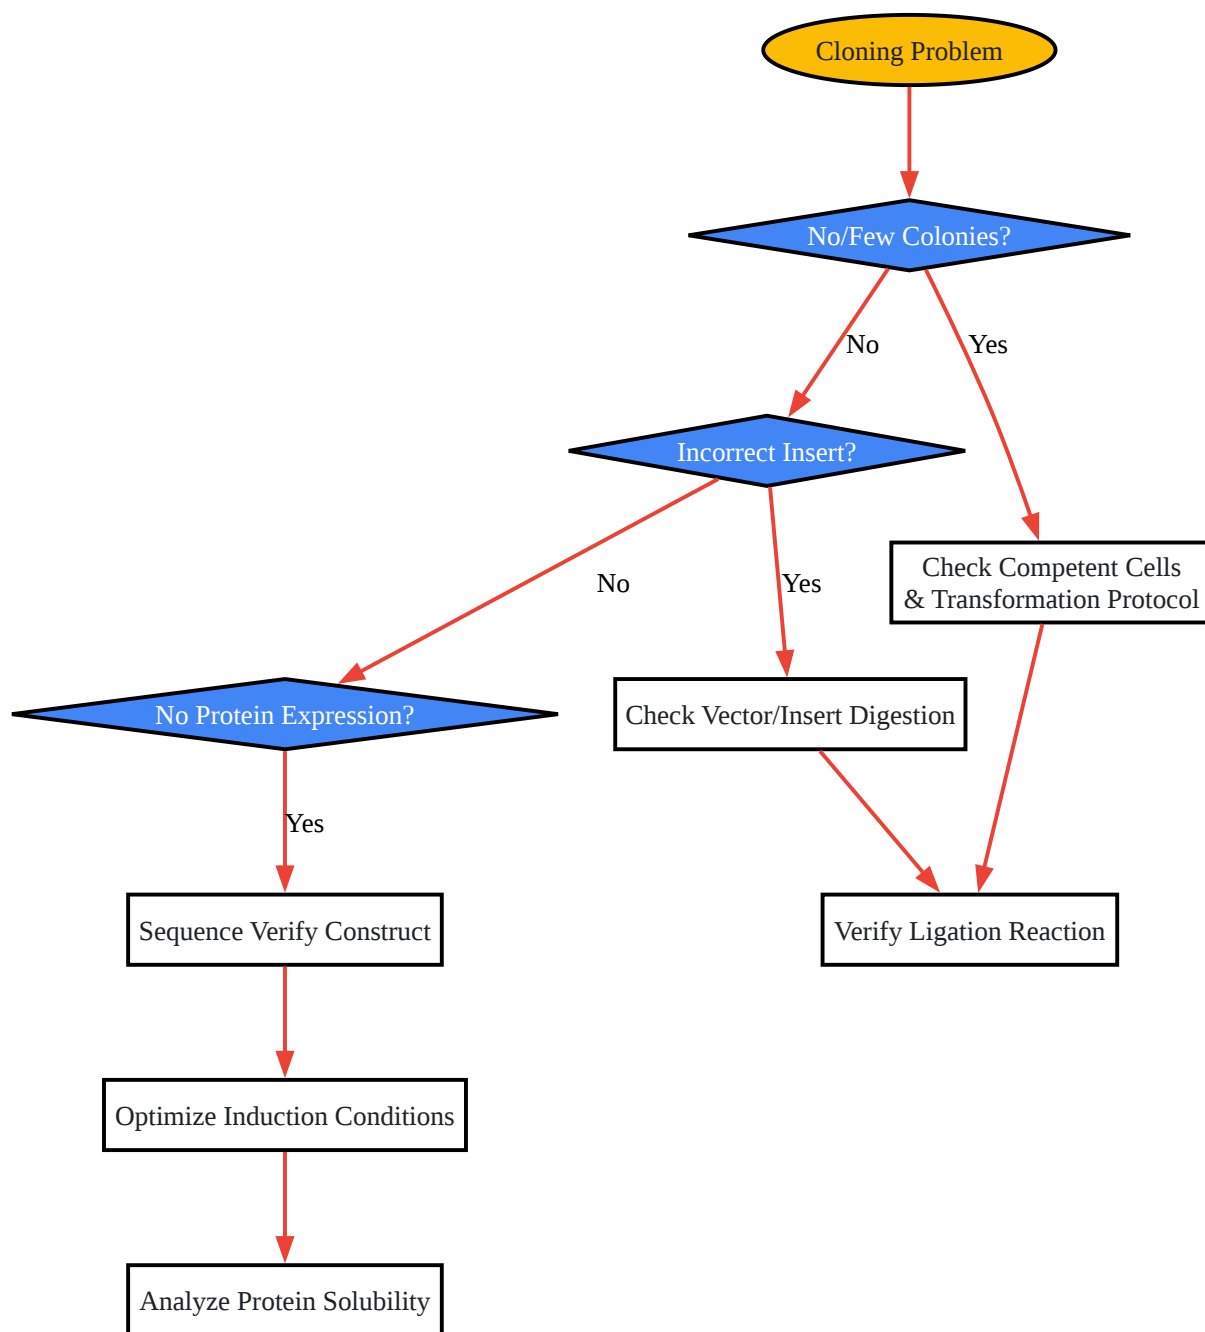 Cloning Problem
No/Few Colonies?
No
Yes
Incorrect Insert?
Check Competent Cells
& Transformation Protocol
No
Yes
No Protein Expression?
Check Vector/Insert Digestion
Yes
Sequence Verify Construct
Verify Ligation Reaction
Optimize Induction Conditions
Analyze Protein Solubility